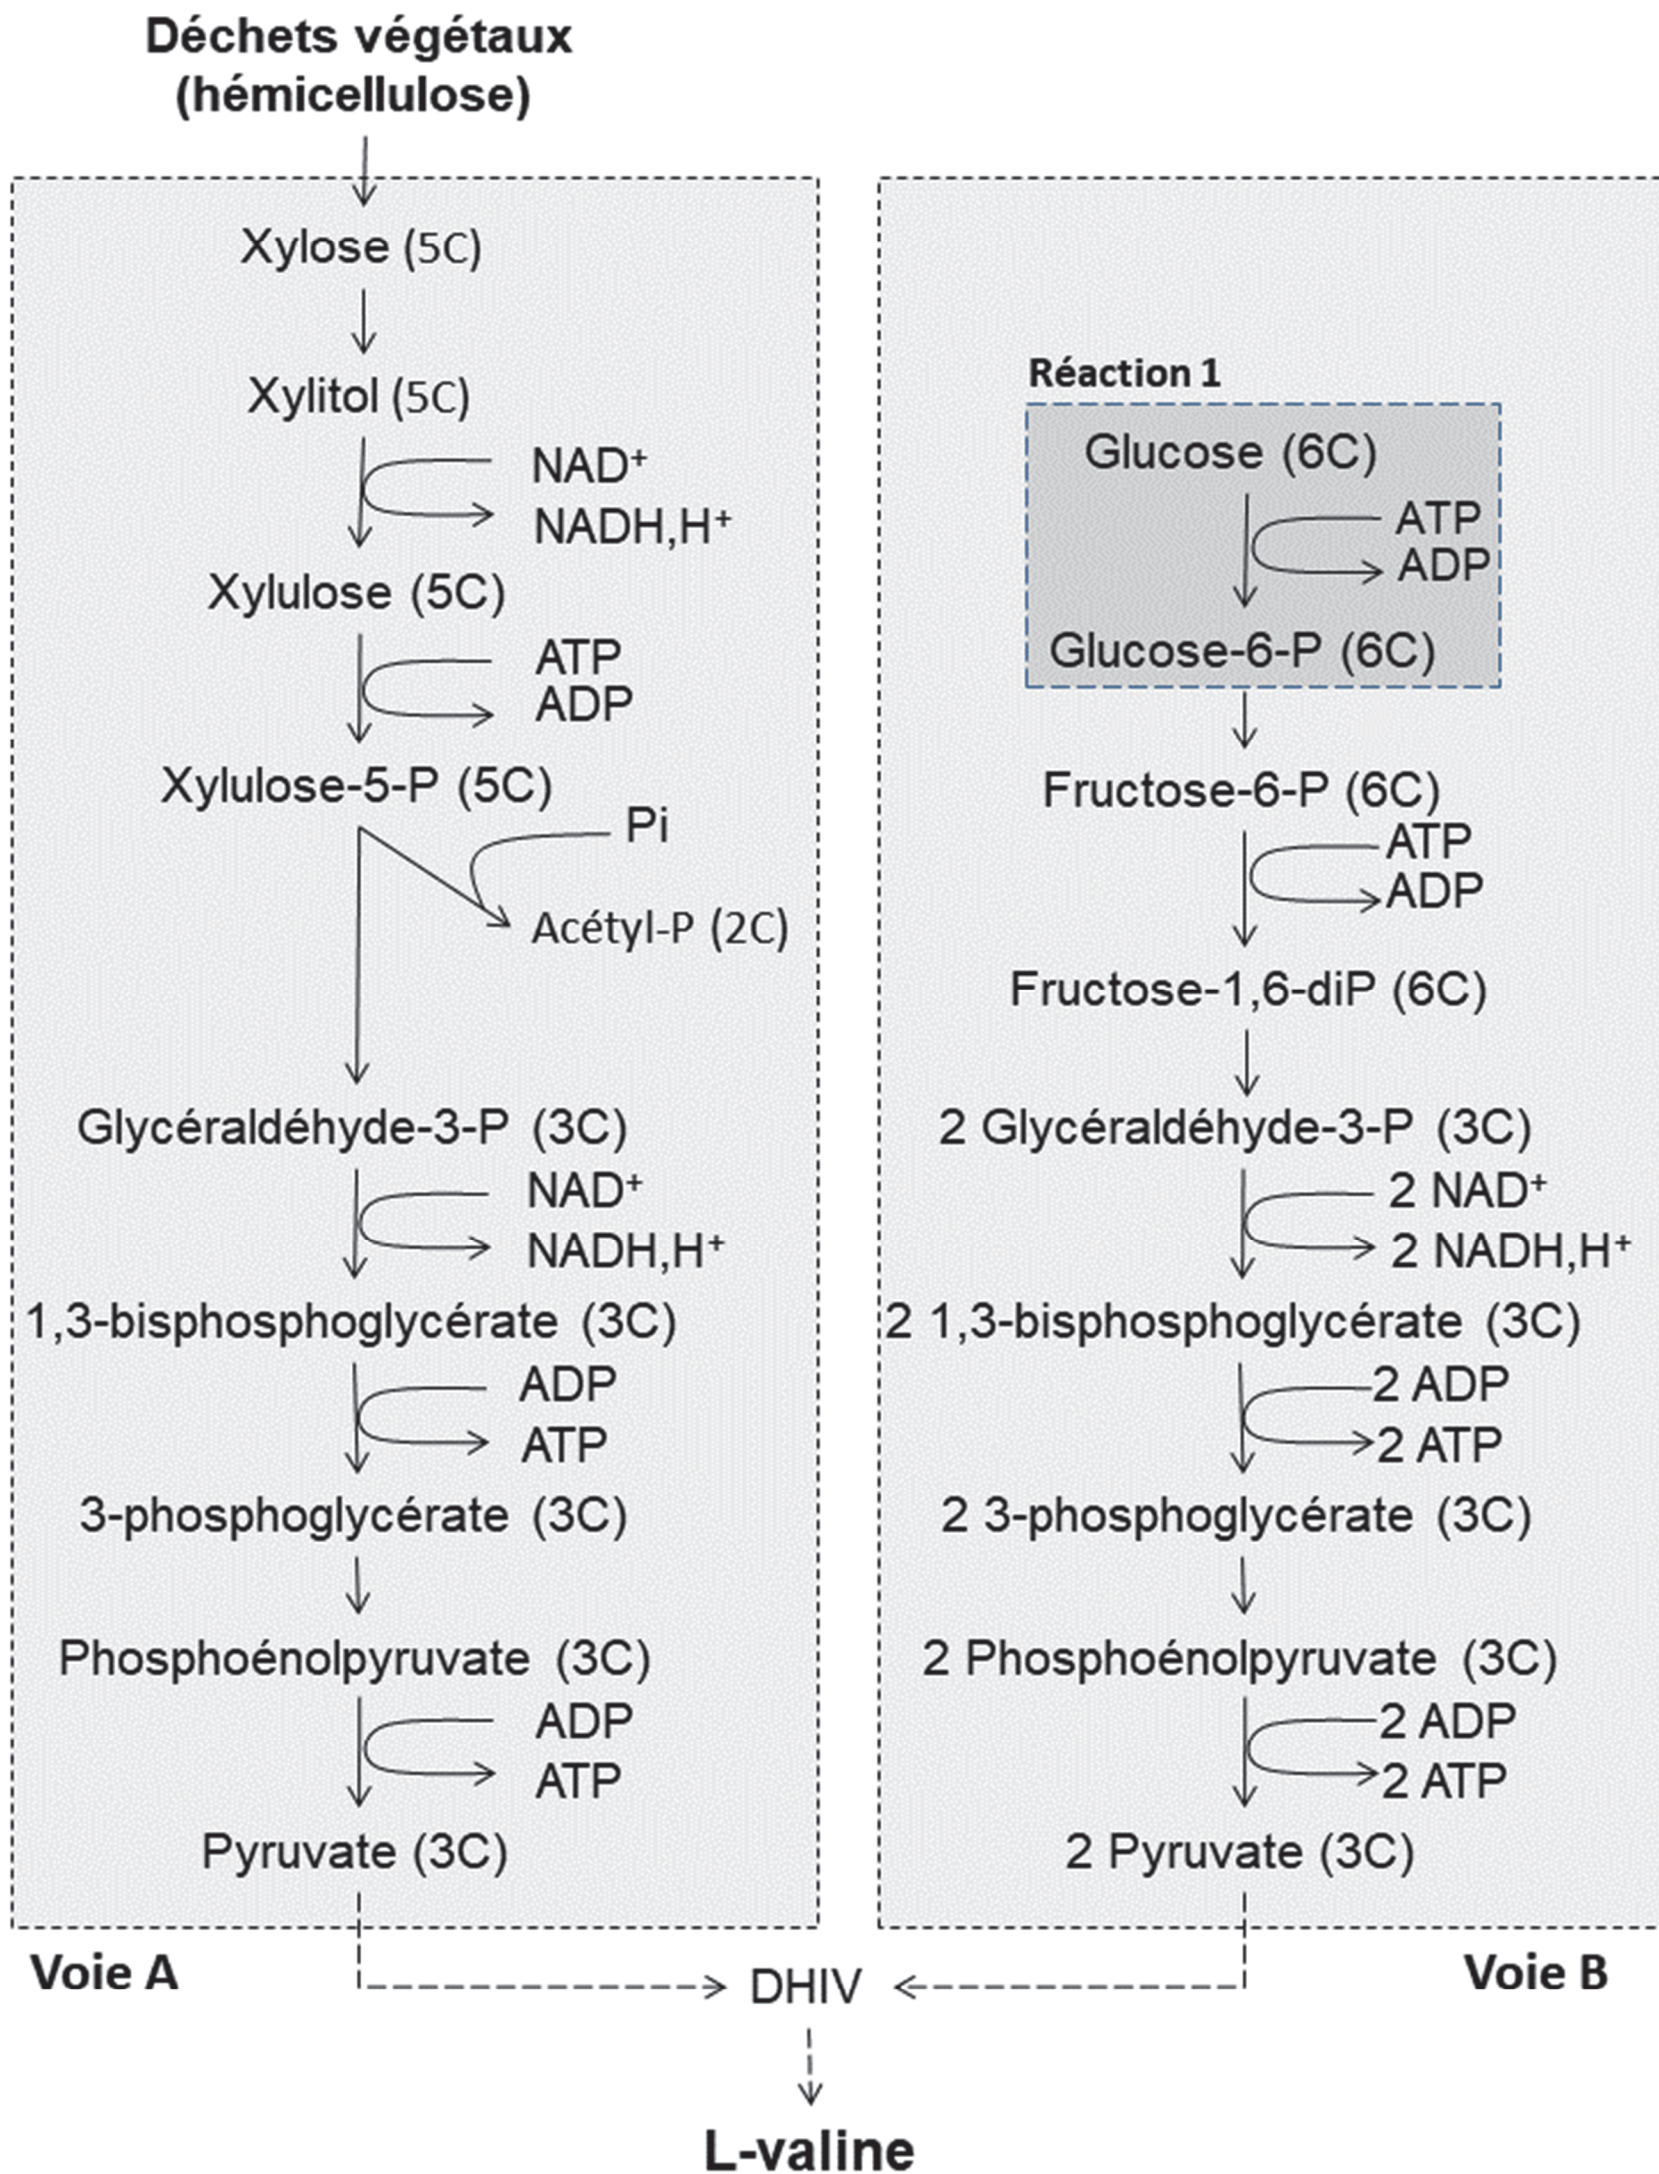 Déchets végétaux
(hémicellulose)
Xylose (5C)
Xylitol (5C)
NAD⁺
NADH,H⁺
Xylulose (5C)
ATP
ADP
Xylulose-5-P (5C)
Pi
Acétyl-P (2C)
Glycéraldéhyde-3-P (3C)
NAD⁺
NADH,H⁺
1,3-bisphosphoglycérate (3C)
ADP
ATP
3-phosphoglycérate (3C)
Phosphoénolpyruvate (3C)
ADP
ATP
Pyruvate (3C)
Voie A
Réaction 1
Glucose (6C)
ATP
ADP
Glucose-6-P (6C)
Fructose-6-P (6C)
ATP
ADP
Fructose-1,6-diP (6C)
2 Glycéraldéhyde-3-P (3C)
2 NAD⁺
2 NADH,H⁺
2 1,3-bisphosphoglycérate (3C)
2 ADP
2 ATP
2 3-phosphoglycérate (3C)
2 Phosphoénolpyruvate (3C)
2 ADP
2 ATP
2 Pyruvate (3C)
Voie B
DHIV
L-valine